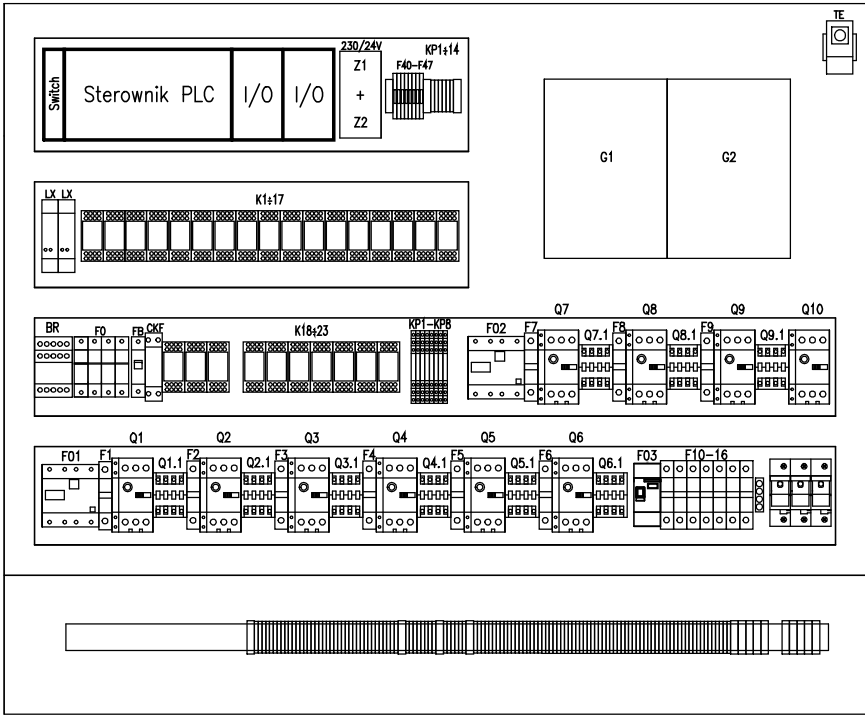 TE
230/24V
KP1÷14
Switch
Sterownik PLC
I/O
I/O
Z1
+
Z2
F40-F47
G1
G2
LX LX
K1÷17
BR
F0
FB
CKF
K18÷23
KP1-KP8
F02
F7
Q7
Q7.1
F8
Q8
Q8.1
F9
Q9
Q9.1
Q10
F01
F1
Q1
Q1.1
F2
Q2
Q2.1
F3
Q3
Q3.1
F4
Q4
Q4.1
F5
Q5
Q5.1
F6
Q6
Q6.1
F03
F10-16